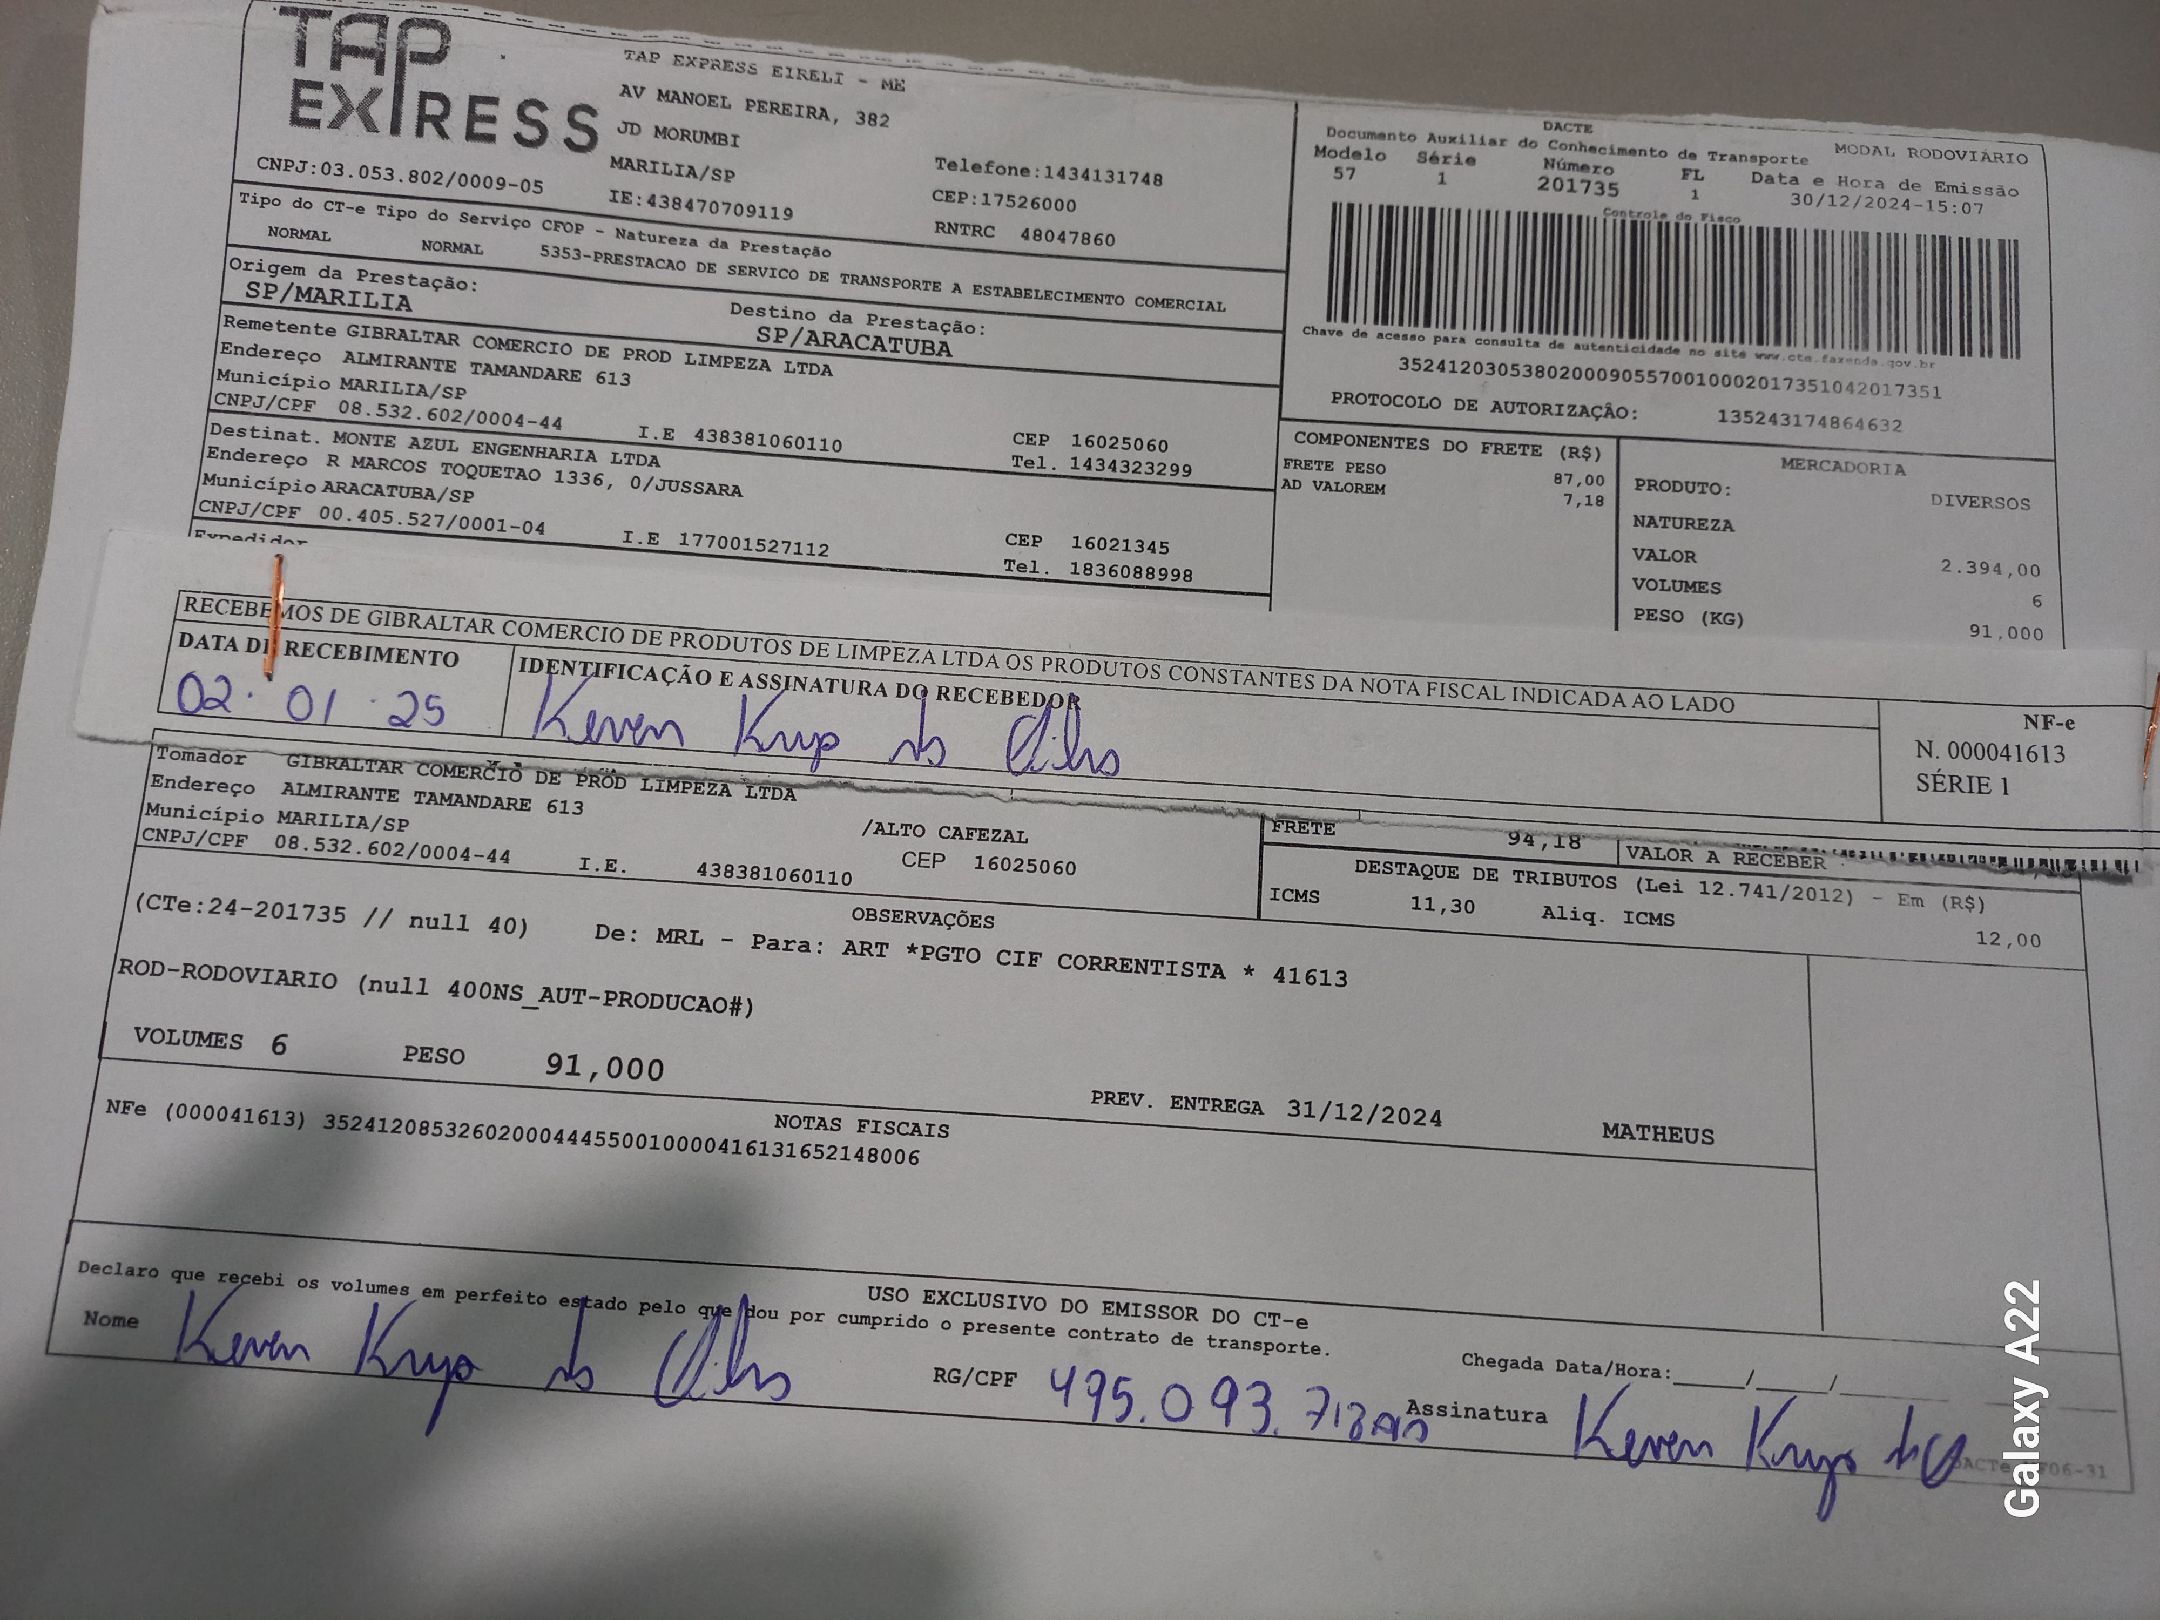 TAP
EXPRESS
TAP EXPRESS EIRELI - ME
AV MANOEL PEREIRA, 382
JD MORUMBI
MARILIA/SP
Telefone:1434131748
CNPJ:03.053.802/0009-05
IE:438470709119
CEP:17526000
RNTRC 48047860
DACTE
Documento Auxiliar do Conhecimento de Transporte
MODAL RODOVIÁRIO
Modelo Série Número FL Data e Hora de Emissão
57 1 201735 1 30/12/2024-15:07
Controle do Fisco
Tipo do CT-e Tipo do Serviço CFOP - Natureza da Prestação
NORMAL NORMAL 5353-PRESTACAO DE SERVICO DE TRANSPORTE A ESTABELECIMENTO COMERCIAL
Origem da Prestação:
SP/MARILIA
Destino da Prestação:
SP/ARACATUBA
Chave de acesso para consulta de autenticidade no site www.cte.fazenda.gov.br
35241203053802000905570010002017351042017351
PROTOCOLO DE AUTORIZAÇÃO: 135243174864632
Remetente GIBRALTAR COMERCIO DE PROD LIMPEZA LTDA
Endereço ALMIRANTE TAMANDARE 613
Município MARILIA/SP
CEP 16025060
CNPJ/CPF 08.532.602/0004-44 I.E 438381060110 Tel. 1434323299
Destinat. MONTE AZUL ENGENHARIA LTDA
Endereço R MARCOS TOQUETAO 1336, 0/JUSSARA
Município ARACATUBA/SP
CEP 16021345
CNPJ/CPF 00.405.527/0001-04 I.E 177001527112 Tel. 1836088998
Expedidor
COMPONENTES DO FRETE (R$)
FRETE PESO 87,00
AD VALOREM 7,18
MERCADORIA
PRODUTO: DIVERSOS
NATUREZA
VALOR 2.394,00
VOLUMES 6
PESO (KG) 91,000
RECEBEMOS DE GIBRALTAR COMERCIO DE PRODUTOS DE LIMPEZA LTDA OS PRODUTOS CONSTANTES DA NOTA FISCAL INDICADA AO LADO
DATA DE RECEBIMENTO
IDENTIFICAÇÃO E ASSINATURA DO RECEBEDOR
02. 01 . 25
Keven
NF-e
N. 000041613
SÉRIE 1
Tomador GIBRALTAR COMERCIO DE PROD LIMPEZA LTDA
Endereço ALMIRANTE TAMANDARE 613
/ALTO CAFEZAL
Município MARILIA/SP
CEP 16025060
CNPJ/CPF 08.532.602/0004-44 I.E. 438381060110
FRETE 94,18 VALOR A RECEBER
DESTAQUE DE TRIBUTOS (Lei 12.741/2012) - Em (R$)
ICMS 11,30 Aliq. ICMS 12,00
OBSERVAÇÕES
(CTe:24-201735 // null 40) De: MRL - Para: ART *PGTO CIF CORRENTISTA * 41613
ROD-RODOVIARIO (null 400NS_AUT-PRODUCAO#)
VOLUMES 6 PESO 91,000
PREV. ENTREGA 31/12/2024 MATHEUS
NOTAS FISCAIS
NFe (000041613) 35241208532602000444550010000416131652148006
USO EXCLUSIVO DO EMISSOR DO CT-e
Declaro que recebi os volumes em perfeito estado pelo que dou por cumprido o presente contrato de transporte.
Chegada Data/Hora:____/____/____
Nome Keven
RG/CPF 495.093.
Assinatura Keven
Galaxy A22